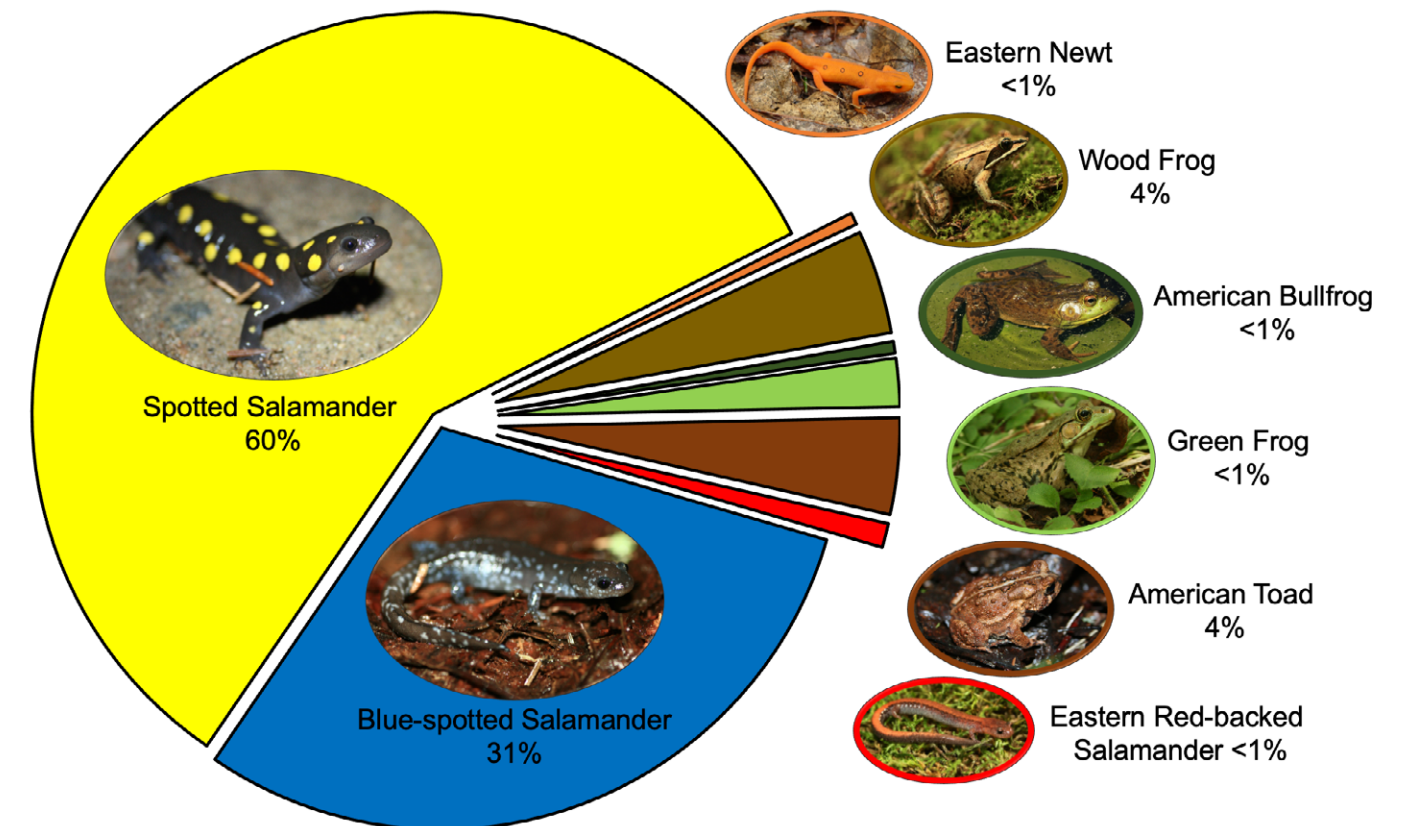 Eastern Newt
<1%
Wood Frog
4%
American Bullfrog
<1%
Spotted Salamander
60%
Green Frog
<1%
American Toad
4%
Blue-spotted Salamander
31%
Eastern Red-backed
Salamander <1%